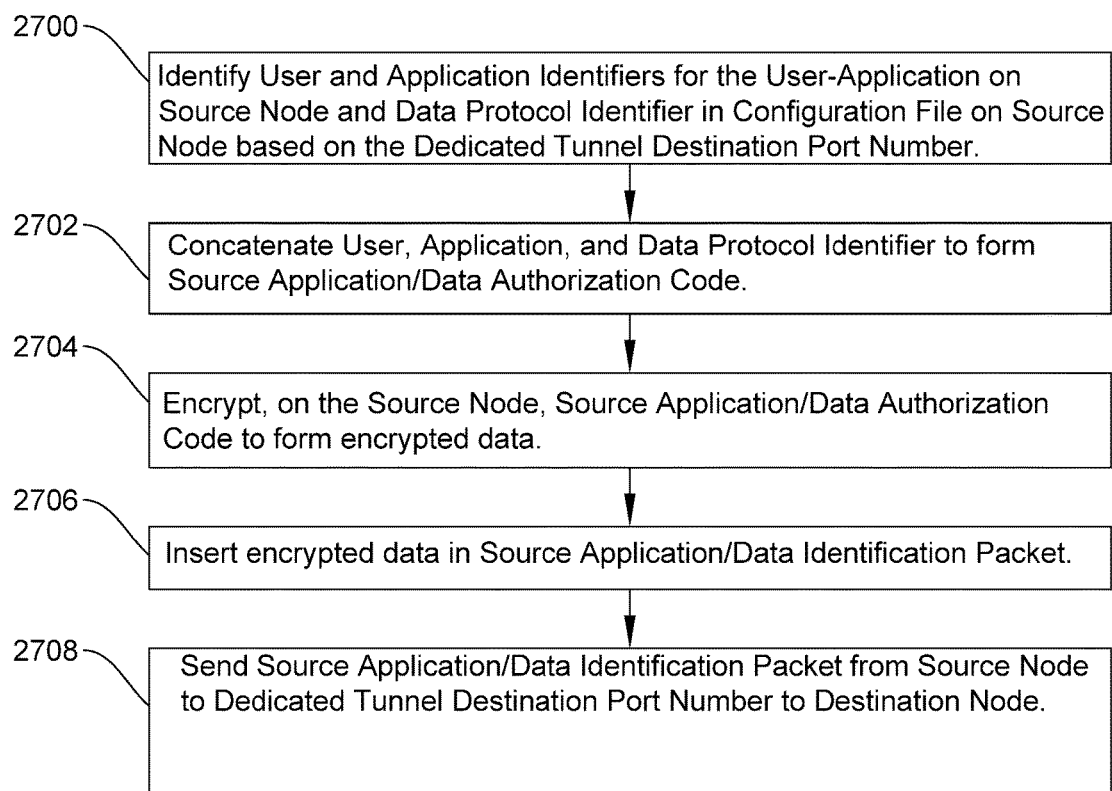 2700
Identify User and Application Identifiers for the User-Application on
Source Node and Data Protocol Identifier in Configuration File on Source
Node based on the Dedicated Tunnel Destination Port Number.
2702
Concatenate User, Application, and Data Protocol Identifier to form
Source Application/Data Authorization Code.
2704
Encrypt, on the Source Node, Source Application/Data Authorization
Code to form encrypted data.
2706
Insert encrypted data in Source Application/Data Identification Packet.
2708
Send Source Application/Data Identification Packet from Source Node
to Dedicated Tunnel Destination Port Number to Destination Node.